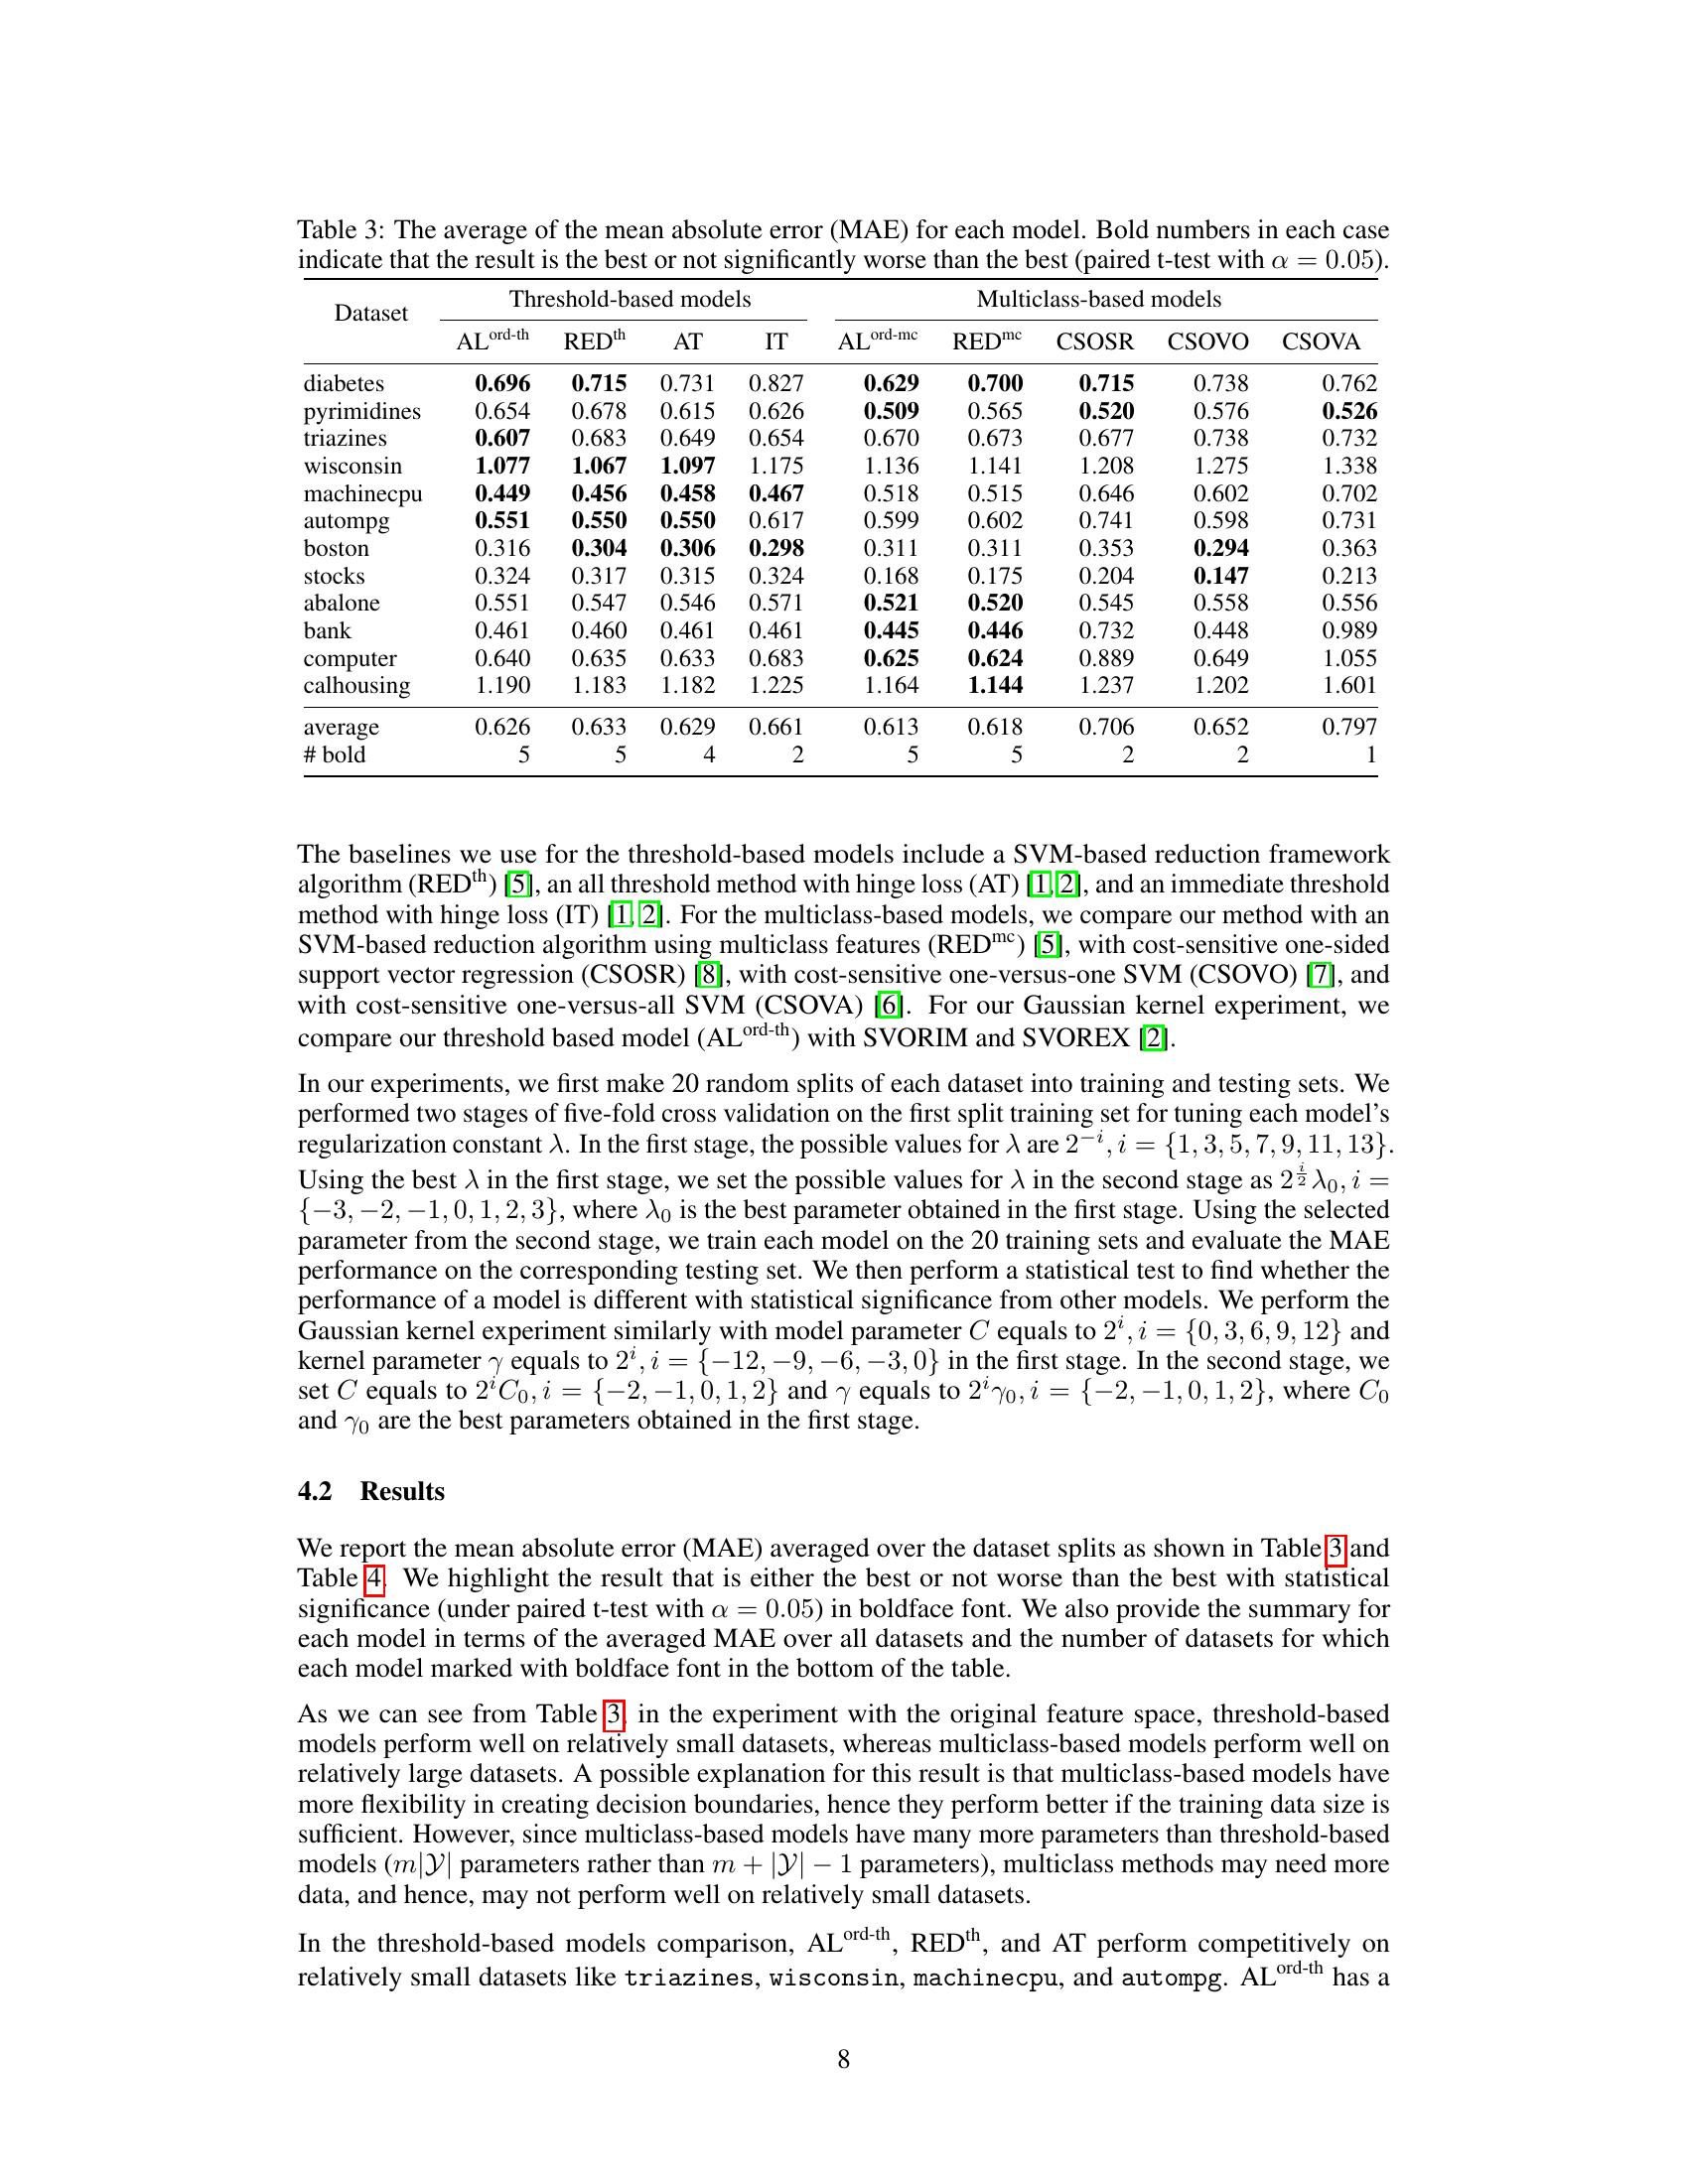 Table 3: The average of the mean absolute error (MAE) for each model. Bold numbers in each case
indicate that the result is the best or not significantly worse than the best (paired t-test with α = 0.05).
Dataset Threshold-based models Multiclass-based models
AL^ord-th RED^th AT IT AL^ord-mc RED^mc CSOSR CSOVO CSOVA
diabetes 0.696 0.715 0.731 0.827 0.629 0.700 0.715 0.738 0.762
pyrimidines 0.654 0.678 0.615 0.626 0.509 0.565 0.520 0.576 0.526
triazines 0.607 0.683 0.649 0.654 0.670 0.673 0.677 0.738 0.732
wisconsin 1.077 1.067 1.097 1.175 1.136 1.141 1.208 1.275 1.338
machinecpu 0.449 0.456 0.458 0.467 0.518 0.515 0.646 0.602 0.702
autompg 0.551 0.550 0.550 0.617 0.599 0.602 0.741 0.598 0.731
boston 0.316 0.304 0.306 0.298 0.311 0.311 0.353 0.294 0.363
stocks 0.324 0.317 0.315 0.324 0.168 0.175 0.204 0.147 0.213
abalone 0.551 0.547 0.546 0.571 0.521 0.520 0.545 0.558 0.556
bank 0.461 0.460 0.461 0.461 0.445 0.446 0.732 0.448 0.989
computer 0.640 0.635 0.633 0.683 0.625 0.624 0.889 0.649 1.055
calhousing 1.190 1.183 1.182 1.225 1.164 1.144 1.237 1.202 1.601
average 0.626 0.633 0.629 0.661 0.613 0.618 0.706 0.652 0.797
# bold 5 5 4 2 5 5 2 2 1
The baselines we use for the threshold-based models include a SVM-based reduction framework
algorithm (RED^th) [5], an all threshold method with hinge loss (AT) [1, 2], and an immediate threshold
method with hinge loss (IT) [1, 2]. For the multiclass-based models, we compare our method with an
SVM-based reduction algorithm using multiclass features (RED^mc) [5], with cost-sensitive one-sided
support vector regression (CSOSR) [8], with cost-sensitive one-versus-one SVM (CSOVO) [7], and
with cost-sensitive one-versus-all SVM (CSOVA) [6]. For our Gaussian kernel experiment, we
compare our threshold based model (AL^ord-th) with SVORIM and SVOREX [2].
In our experiments, we first make 20 random splits of each dataset into training and testing sets. We
performed two stages of five-fold cross validation on the first split training set for tuning each model's
regularization constant λ. In the first stage, the possible values for λ are 2^{-i}, i = {1, 3, 5, 7, 9, 11, 13}.
Using the best λ in the first stage, we set the possible values for λ in the second stage as 2^{i/2} λ_0, i =
{−3, −2, −1, 0, 1, 2, 3}, where λ_0 is the best parameter obtained in the first stage. Using the selected
parameter from the second stage, we train each model on the 20 training sets and evaluate the MAE
performance on the corresponding testing set. We then perform a statistical test to find whether the
performance of a model is different with statistical significance from other models. We perform the
Gaussian kernel experiment similarly with model parameter C equals to 2^i, i = {0, 3, 6, 9, 12} and
kernel parameter γ equals to 2^i, i = {−12, −9, −6, −3, 0} in the first stage. In the second stage, we
set C equals to 2^i C_0, i = {−2, −1, 0, 1, 2} and γ equals to 2^i γ_0, i = {−2, −1, 0, 1, 2}, where C_0
and γ_0 are the best parameters obtained in the first stage.
4.2 Results
We report the mean absolute error (MAE) averaged over the dataset splits as shown in Table 3 and
Table 4. We highlight the result that is either the best or not worse than the best with statistical
significance (under paired t-test with α = 0.05) in boldface font. We also provide the summary for
each model in terms of the averaged MAE over all datasets and the number of datasets for which
each model marked with boldface font in the bottom of the table.
As we can see from Table 3, in the experiment with the original feature space, threshold-based
models perform well on relatively small datasets, whereas multiclass-based models perform well on
relatively large datasets. A possible explanation for this result is that multiclass-based models have
more flexibility in creating decision boundaries, hence they perform better if the training data size is
sufficient. However, since multiclass-based models have many more parameters than threshold-based
models (m|𝒴| parameters rather than m + |𝒴| − 1 parameters), multiclass methods may need more
data, and hence, may not perform well on relatively small datasets.
In the threshold-based models comparison, AL^ord-th, RED^th, and AT perform competitively on
relatively small datasets like triazines, wisconsin, machinecpu, and autompg. AL^ord-th has a
8